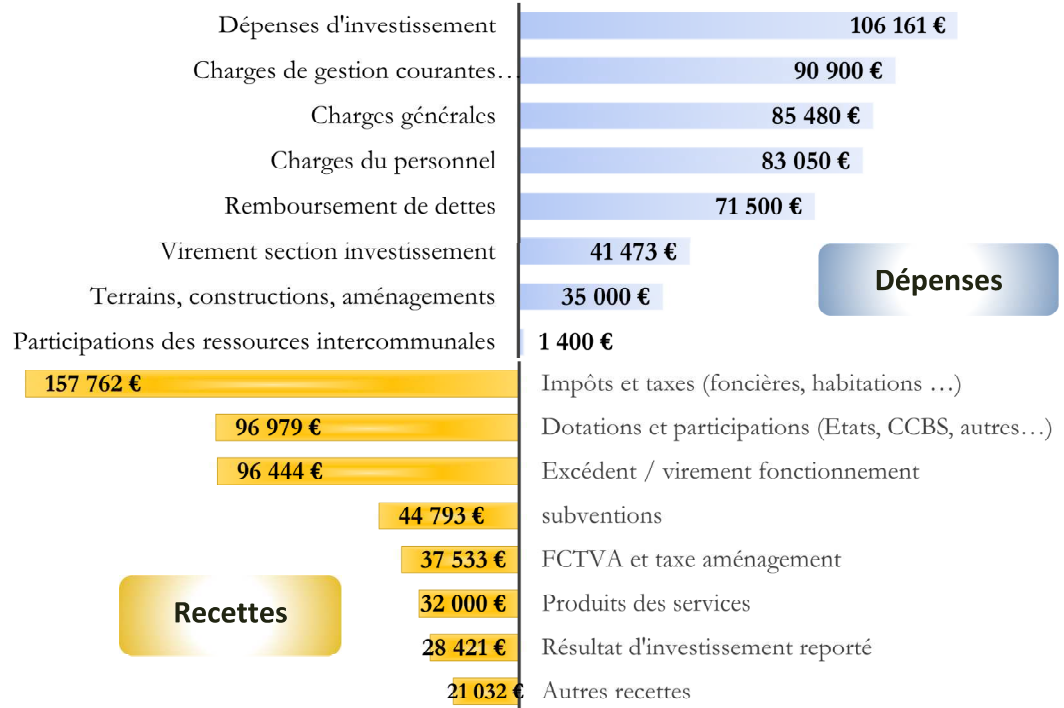 Dépenses d'investissement 106 161 €
Charges de gestion courantes… 90 900 €
Charges générales 85 480 €
Charges du personnel 83 050 €
Remboursement de dettes 71 500 €
Virement section investissement 41 473 €
Terrains, constructions, aménagements 35 000 €
Dépenses
Participations des ressources intercommunales 1 400 €
157 762 € Impôts et taxes (foncières, habitations …)
96 979 € Dotations et participations (Etats, CCBS, autres…)
96 444 € Excédent / virement fonctionnement
44 793 € subventions
37 533 € FCTVA et taxe aménagement
32 000 € Produits des services
Recettes
28 421 € Résultat d'investissement reporté
21 032 € Autres recettes